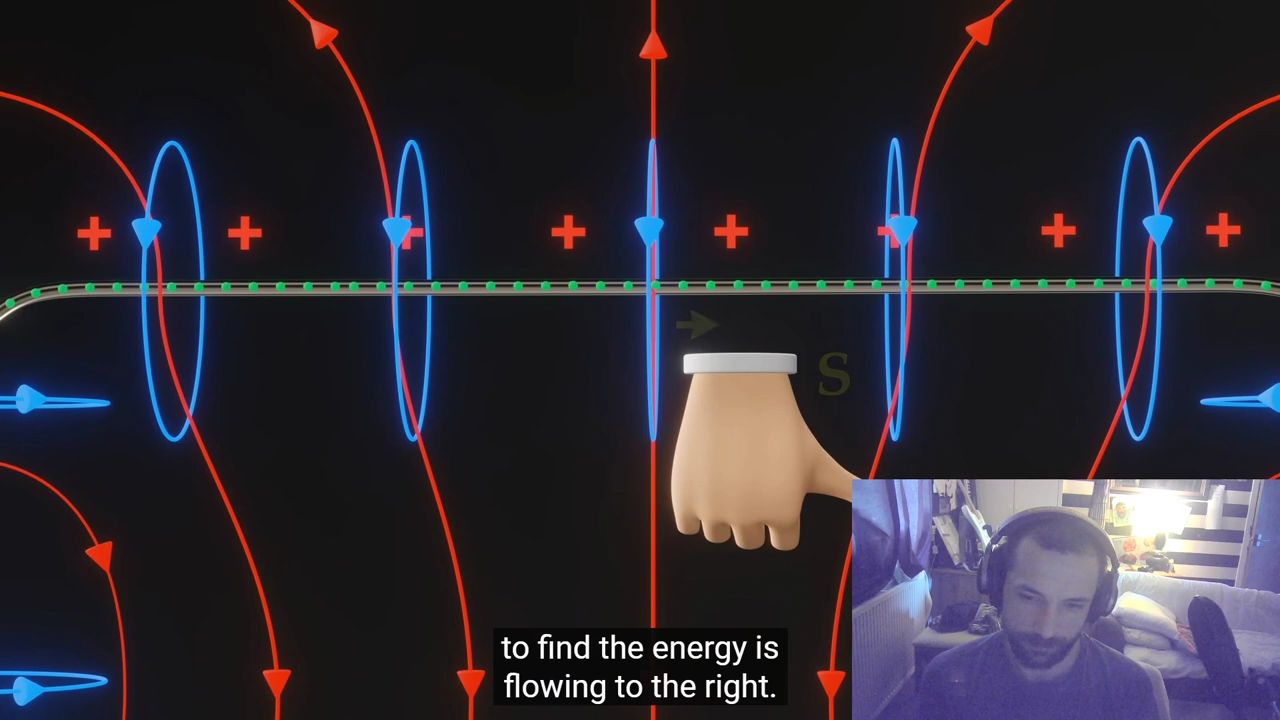 S
to find the energy is
flowing to the right.